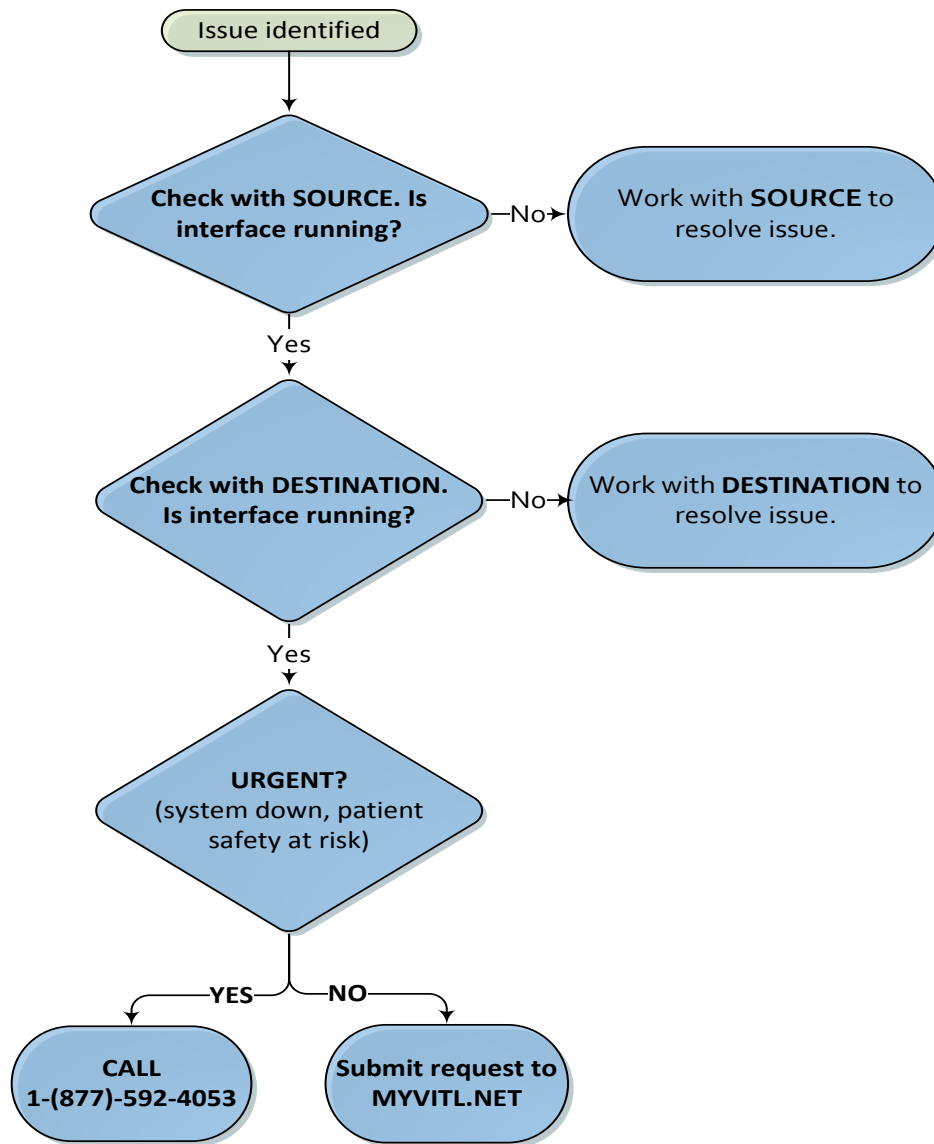 Issue identified
Check with SOURCE. Is
interface running?
No
Work with SOURCE to
resolve issue.
Yes
Check with DESTINATION.
Is interface running?
No
Work with DESTINATION to
resolve issue.
Yes
URGENT?
(system down, patient
safety at risk)
YES
NO
CALL
1-(877)-592-4053
Submit request to
MYVITL.NET